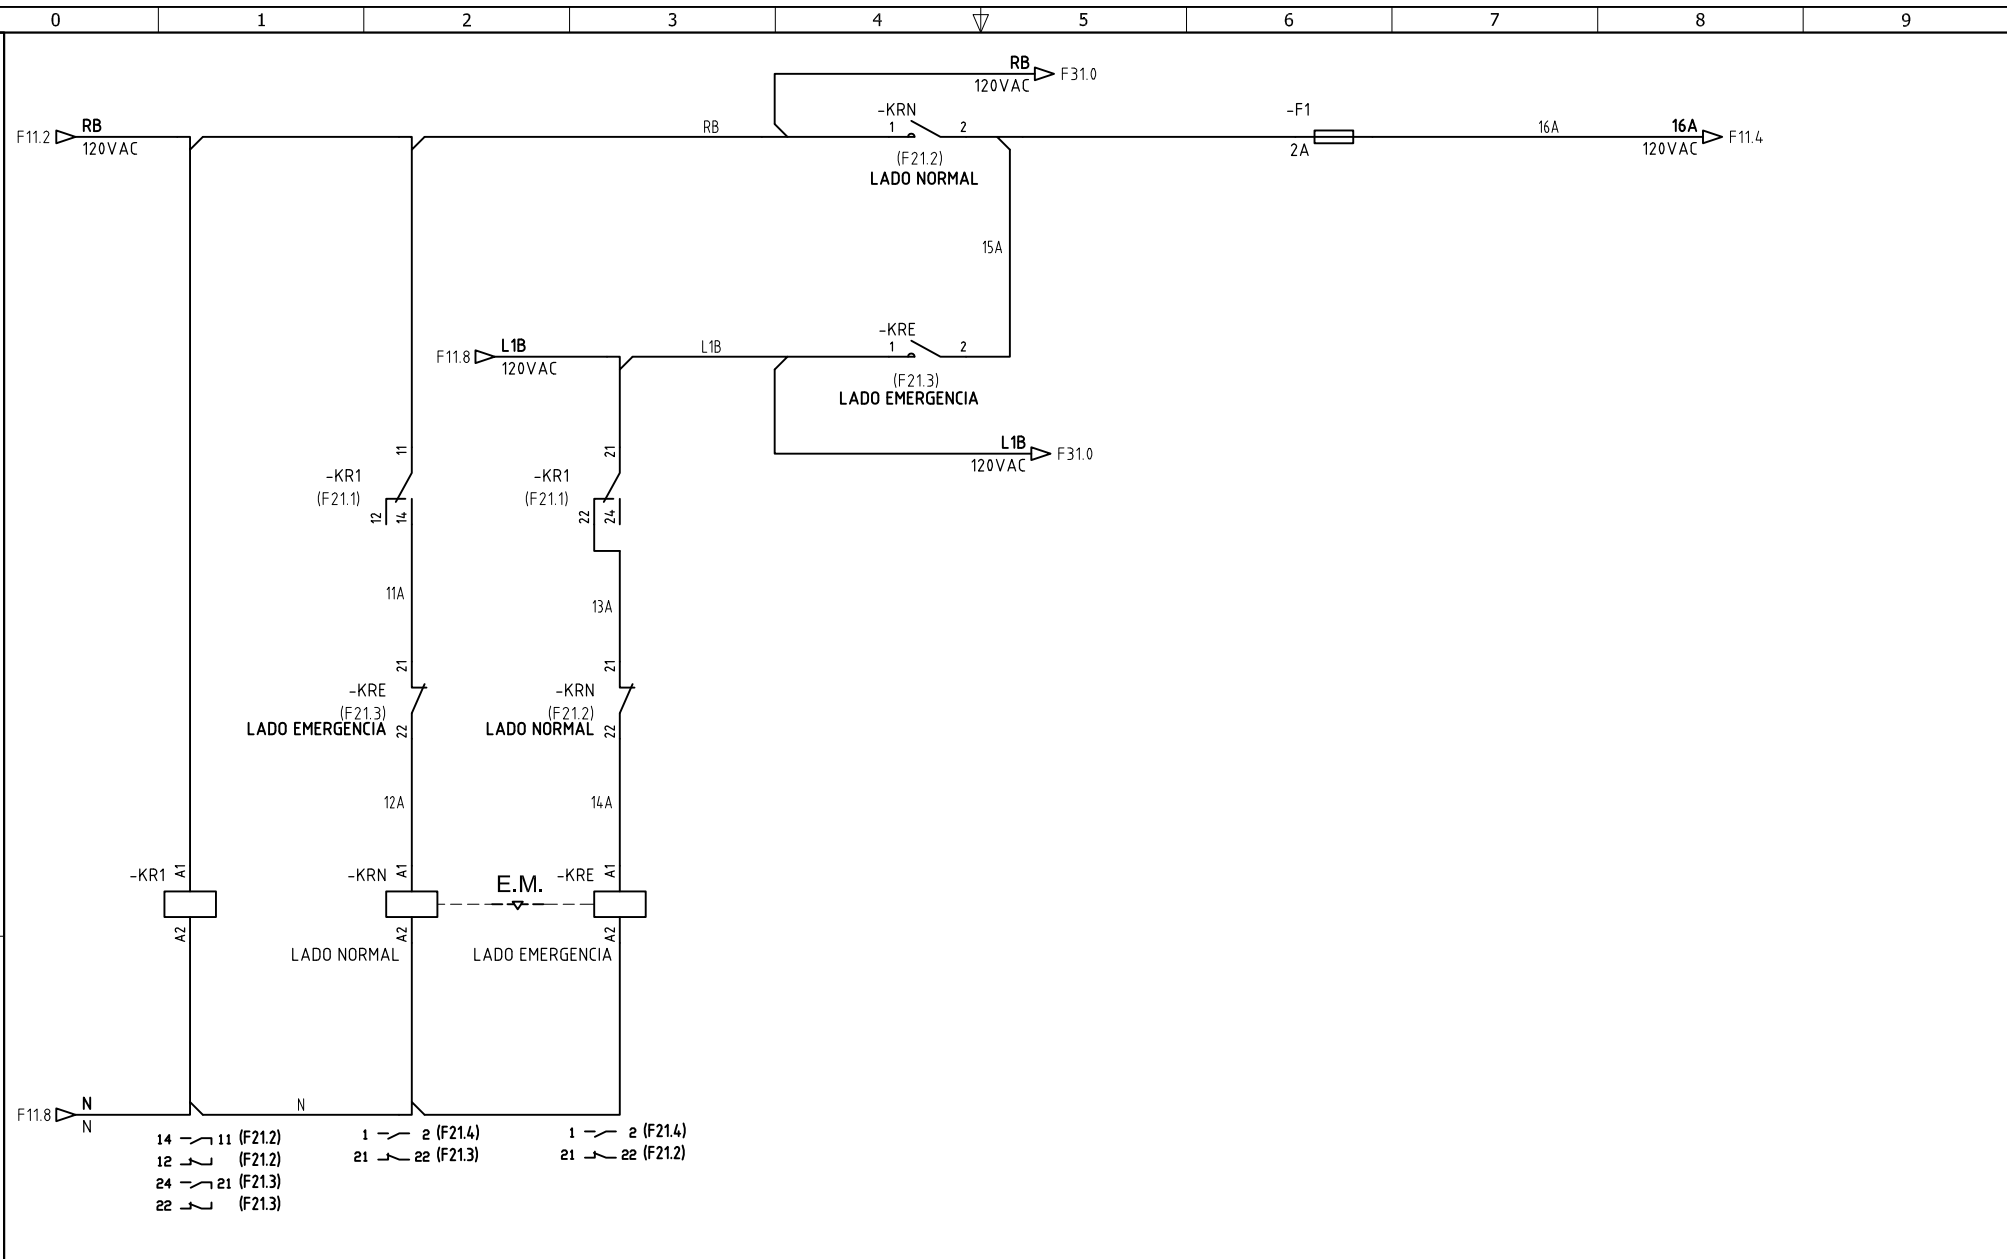 0 1 2 3 4 5 6 7 8 9
RB
120VAC
F31.0
-KRN
1 2
(F21.2)
LADO NORMAL
-F1
2A
F11.2
RB
120VAC
RB
16A
16A
120VAC
F11.4
15A
-KRE
1 2
(F21.3)
LADO EMERGENCIA
F11.8
L1B
120VAC
L1B
L1B
120VAC
F31.0
11
-KR1
(F21.1)
12
14
21
-KR1
(F21.1)
22
24
11A
13A
21
-KRE
(F21.3)
LADO EMERGENCIA
22
21
-KRN
(F21.2)
LADO NORMAL
22
12A
14A
-KR1
A1
A2
-KRN
A1
A2
LADO NORMAL
E.M.
-KRE
A1
A2
LADO EMERGENCIA
F11.8
N
N
N
14 11 (F21.2)
12 (F21.2)
24 21 (F21.3)
22 (F21.3)
1 2 (F21.4)
21 22 (F21.3)
1 2 (F21.4)
21 22 (F21.2)